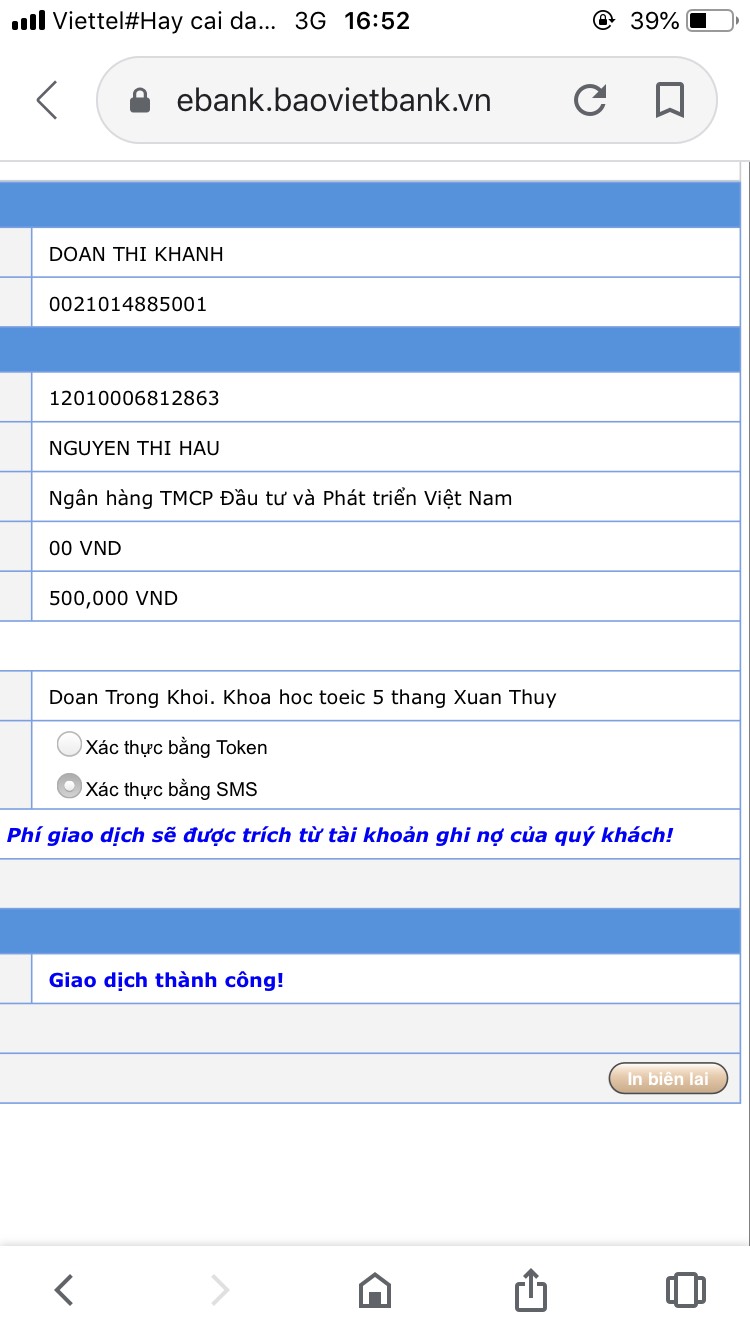 Viettel#Hay cai da... 3G 16:52 39%
ebank.baovietbank.vn
DOAN THI KHANH
0021014885001
12010006812863
NGUYEN THI HAU
Ngân hàng TMCP Đầu tư và Phát triển Việt Nam
00 VND
500,000 VND
Doan Trong Khoi. Khoa hoc toeic 5 thang Xuan Thuy
Xác thực bằng Token
Xác thực bằng SMS
Phí giao dịch sẽ được trích từ tài khoản ghi nợ của quý khách!
Giao dịch thành công!
In biên lai